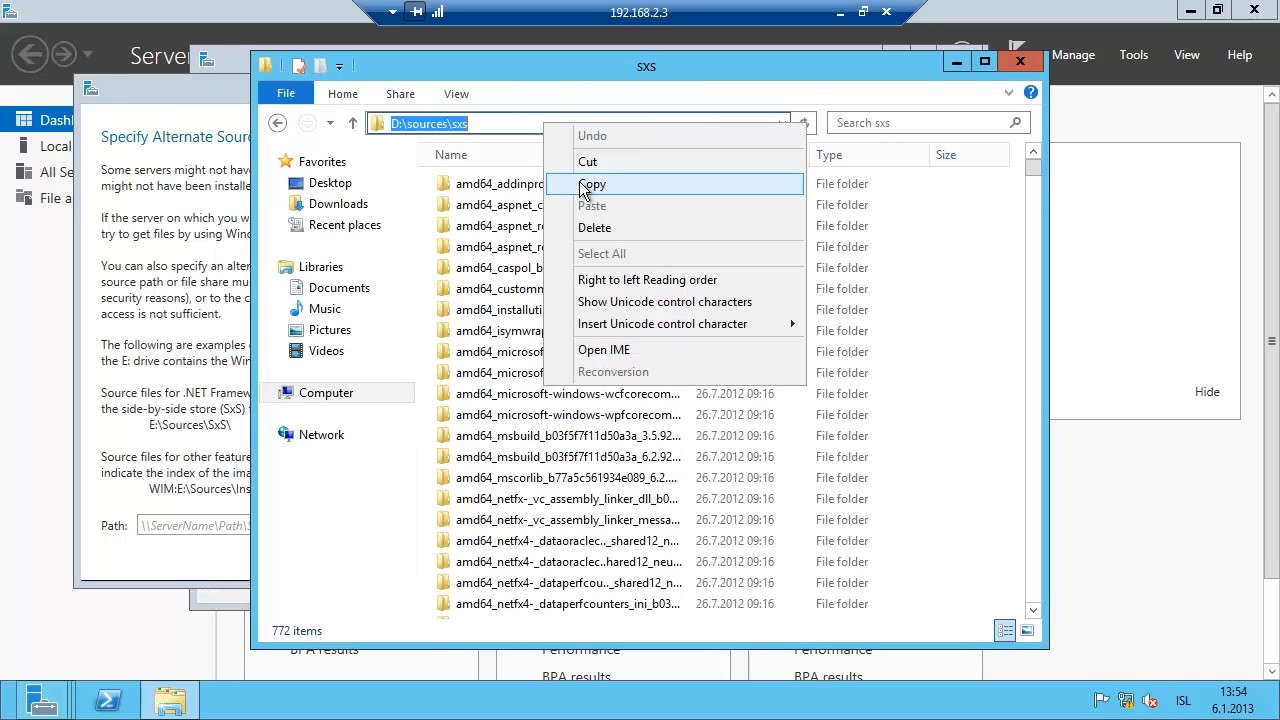 192.168.2.3
Server
Manage
Tools
View
Help
sxs
File
Home
Share
View
D:\sources\sxs
Search sxs
Undo
Cut
Copy
Paste
Delete
Select All
Right to left Reading order
Show Unicode control characters
Insert Unicode control character
Open IME
Reconversion
Dashb
Local
All Se
File a
Specify Alternate Sour
Some servers might not have
might not have been installe
If the server on which you w
try to get files by using Wind
You can also specify an alter
source path or file share mu
security reasons), or to the c
access is not sufficient.
The following are examples o
the E: drive contains the Win
Source files for .NET Framew
the side-by-side store (SxS) f
E:\Sources\SxS\
Source files for other feature
indicate the index of the ima
WIM:E:\Sources\Ins
Path:
\\ServerName\Path\S
Favorites
Desktop
Downloads
Recent places
Libraries
Documents
Music
Pictures
Videos
Computer
Network
Name
Type
Size
amd64_addinpro
File folder
amd64_aspnet_c
File folder
amd64_aspnet_re
File folder
amd64_aspnet_re
File folder
amd64_caspol_b
File folder
amd64_customm
File folder
amd64_installuti
File folder
amd64_isymwrap
File folder
amd64_microsof
File folder
amd64_microsof
File folder
amd64_microsoft-windows-wcfcorecom...
26.7.2012 09:16
File folder
amd64_microsoft-windows-wpfcorecom...
26.7.2012 09:16
File folder
amd64_msbuild_b03f5f7f11d50a3a_3.5.92...
26.7.2012 09:16
File folder
amd64_msbuild_b03f5f7f11d50a3a_6.2.92...
26.7.2012 09:16
File folder
amd64_mscorlib_b77a5c561934e089_6.2....
26.7.2012 09:16
File folder
amd64_netfx-_vc_assembly_linker_dll_b0...
26.7.2012 09:16
File folder
amd64_netfx-_vc_assembly_linker_messa...
26.7.2012 09:16
File folder
amd64_netfx4-_dataoraclec.._shared12_n...
26.7.2012 09:16
File folder
amd64_netfx4-_dataoraclec..hared12_neu...
26.7.2012 09:16
File folder
amd64_netfx4-_dataperfcou.._shared12_n...
26.7.2012 09:16
File folder
amd64_netfx4-_dataperfcounters_ini_b03...
26.7.2012 09:16
File folder
772 items
Hide
BPA results
Performance
BPA results
Performance
BPA results
ISL
13:54
6.1.2013